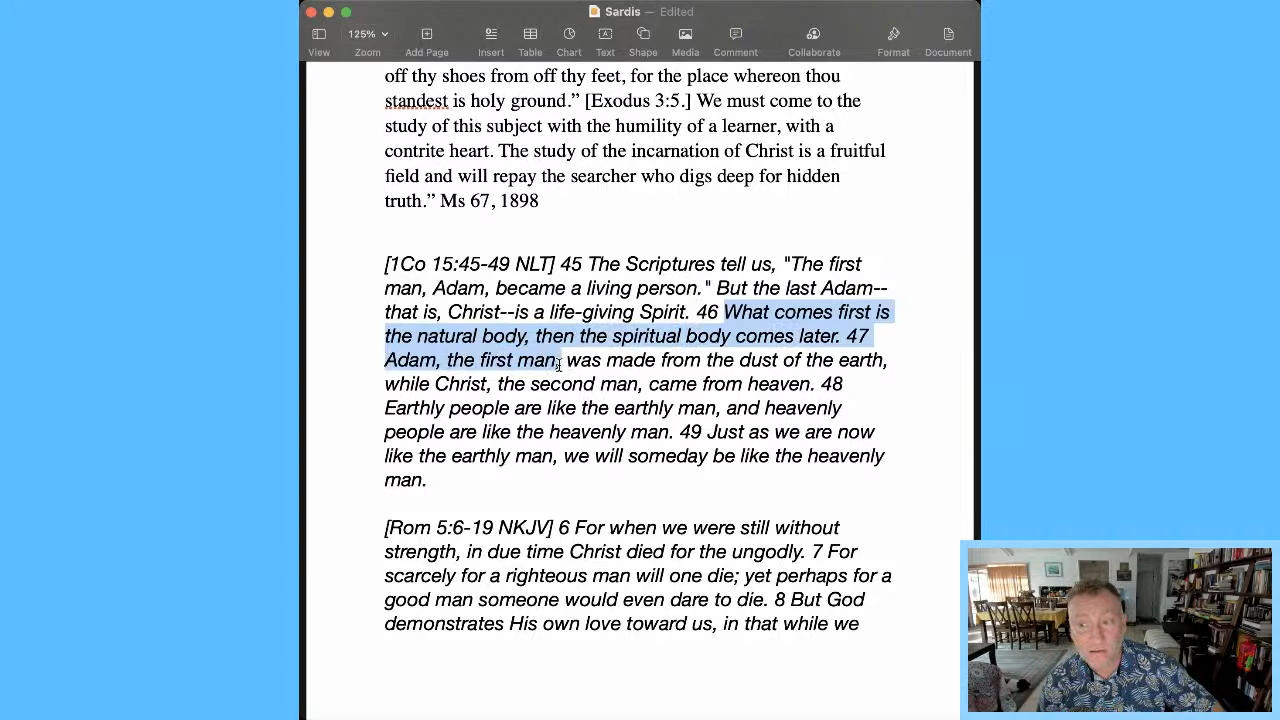 Sardis — Edited
125%
View Zoom Add Page Insert Table Chart Text Shape Media Comment Collaborate Format Document
off thy shoes from off thy feet, for the place whereon thou
standest is holy ground.” [Exodus 3:5.] We must come to the
study of this subject with the humility of a learner, with a
contrite heart. The study of the incarnation of Christ is a fruitful
field and will repay the searcher who digs deep for hidden
truth.” Ms 67, 1898
[1Co 15:45-49 NLT] 45 The Scriptures tell us, "The first
man, Adam, became a living person." But the last Adam--
that is, Christ--is a life-giving Spirit. 46 What comes first is
the natural body, then the spiritual body comes later. 47
Adam, the first man, was made from the dust of the earth,
while Christ, the second man, came from heaven. 48
Earthly people are like the earthly man, and heavenly
people are like the heavenly man. 49 Just as we are now
like the earthly man, we will someday be like the heavenly
man.
[Rom 5:6-19 NKJV] 6 For when we were still without
strength, in due time Christ died for the ungodly. 7 For
scarcely for a righteous man will one die; yet perhaps for a
good man someone would even dare to die. 8 But God
demonstrates His own love toward us, in that while we